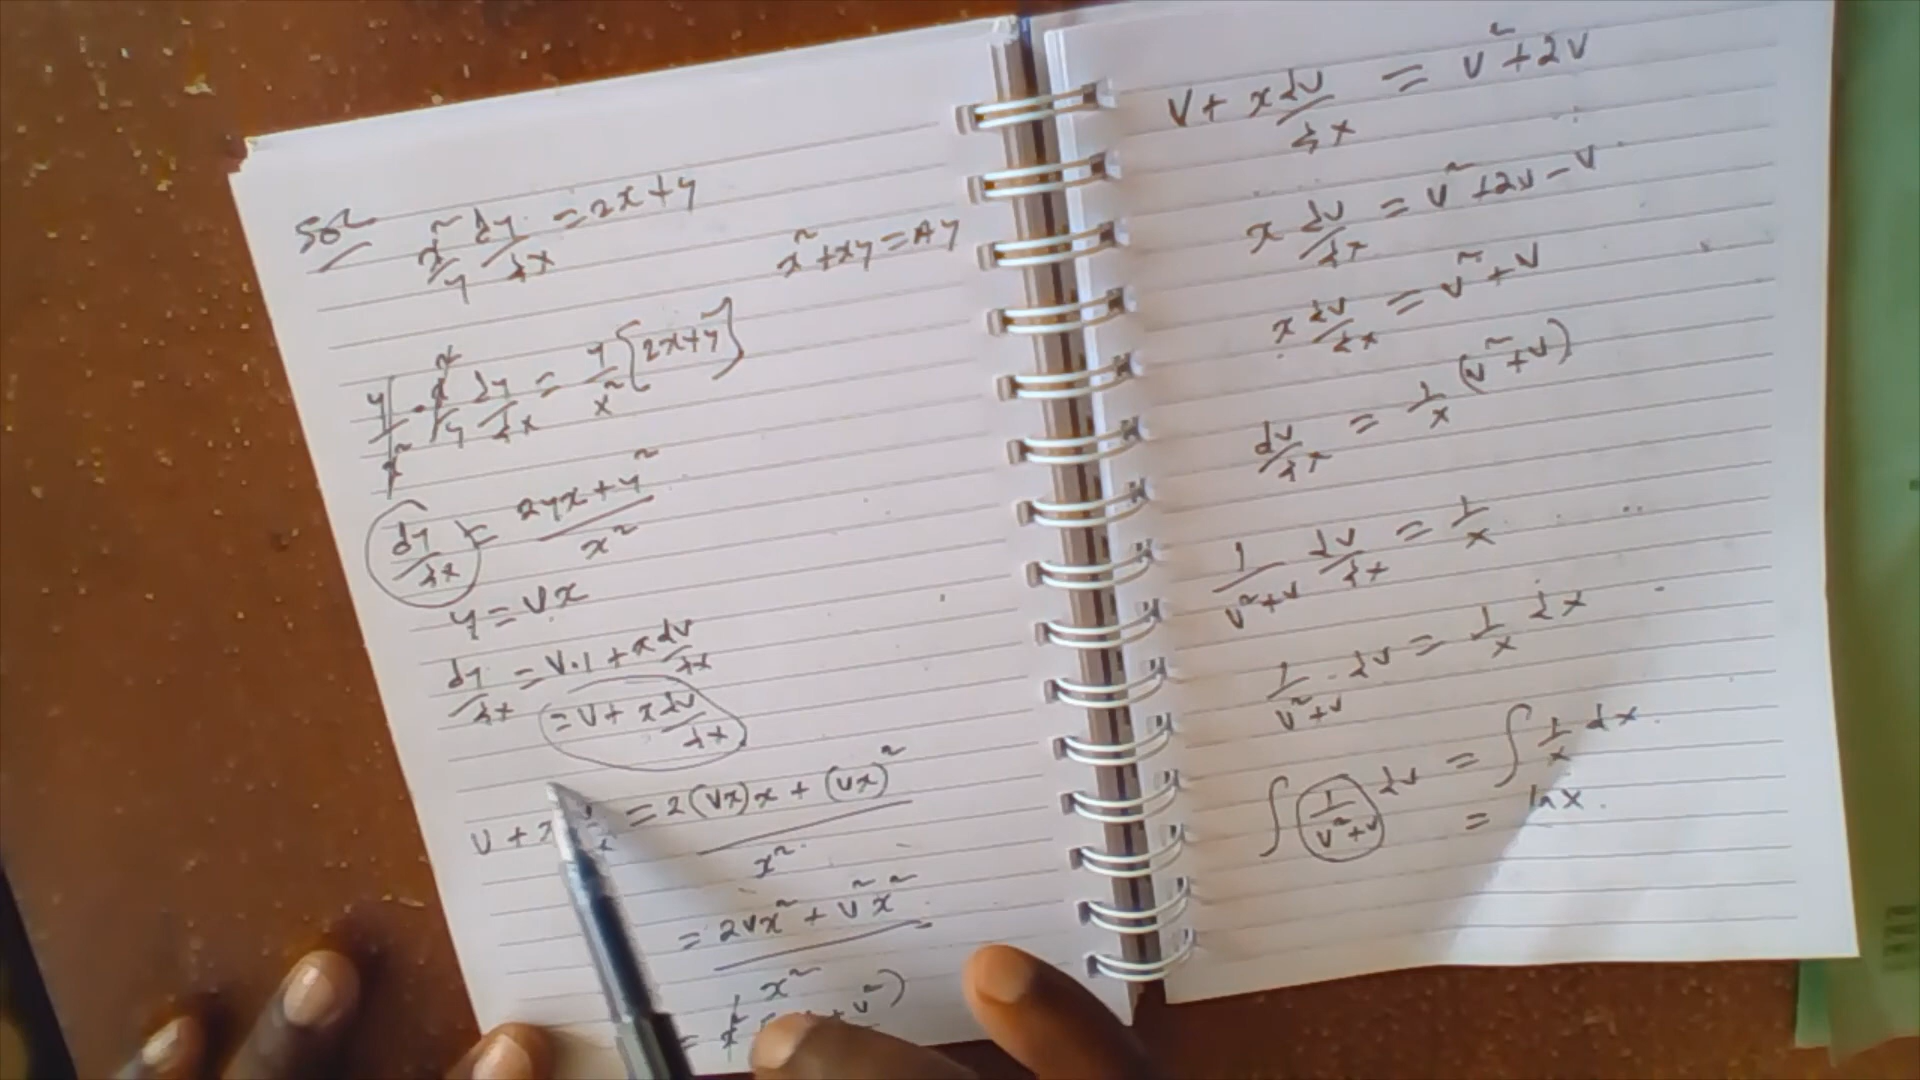 Sol x²/y dy/dx = 2x+y
x²+xy = Ay
y/x² · x²/y dy/dx = y/x² [2x+y]
dy/dx = 2yx+y² / x²
y = vx
dy/dx = v.1 + x dv/dx
= v + x dv/dx
v + x = 2(vx)x + (vx)² / x²
= 2vx² + v²x² / x²
= x² + v²)
v + x dv/dx = v²+2v
x dv/dx = v²+2v-v
x dv/dx = v²+v
dv/dx = 1/x (v²+v)
1/v²+v dv/dx = 1/x
1/v²+v . dv = 1/x dx
∫ 1/v²+v dv = ∫ 1/x dx
= ln x.